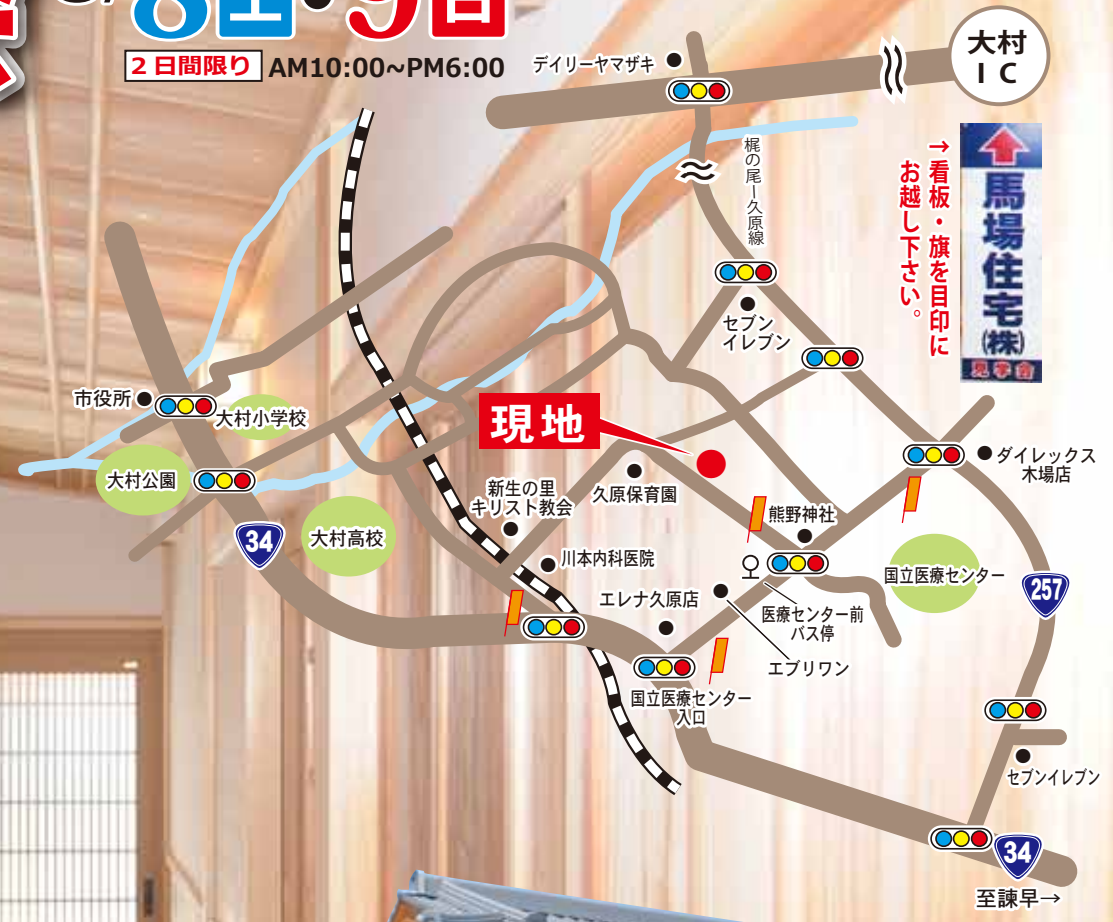 8土・9日
2日間限り AM10:00~PM6:00
デイリーヤマザキ
大村
IC
梶の尾ー久原線
→看板・旗を目印に
お越し下さい。
馬場住宅(株)
見学会
セブン
イレブン
市役所
大村小学校
大村公園
現地
ダイレックス
木場店
新生の里
キリスト教会
久原保育園
熊野神社
34
大村高校
川本内科医院
国立医療センター
257
エレナ久原店
医療センター前
バス停
エブリワン
国立医療センター
入口
セブンイレブン
34
至諫早→